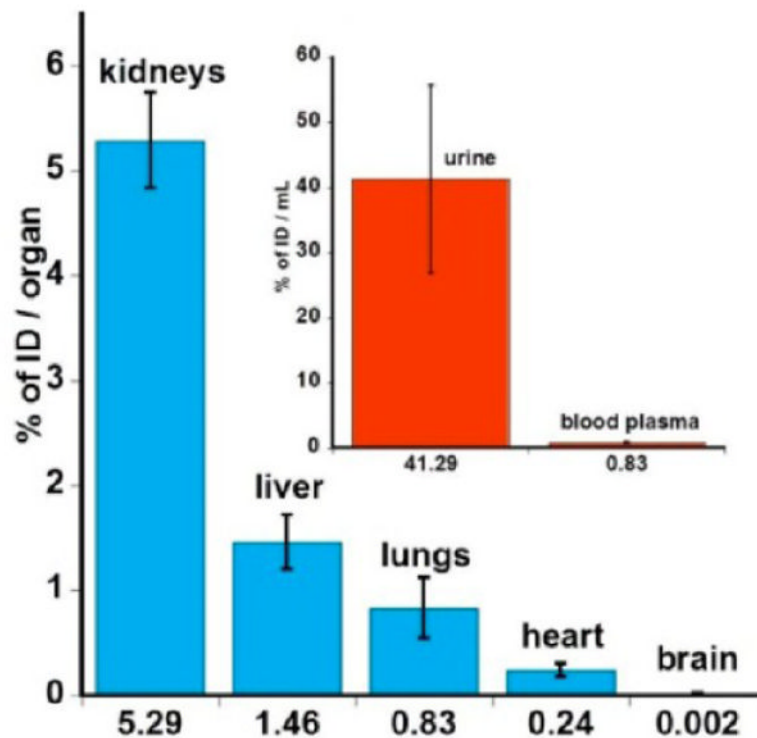 % of ID / organ
6
5
4
3
2
1
0
kidneys
liver
lungs
heart
brain
5.29
1.46
0.83
0.24
0.002
% of ID / mL
60
50
40
30
20
10
0
urine
blood plasma
41.29
0.83